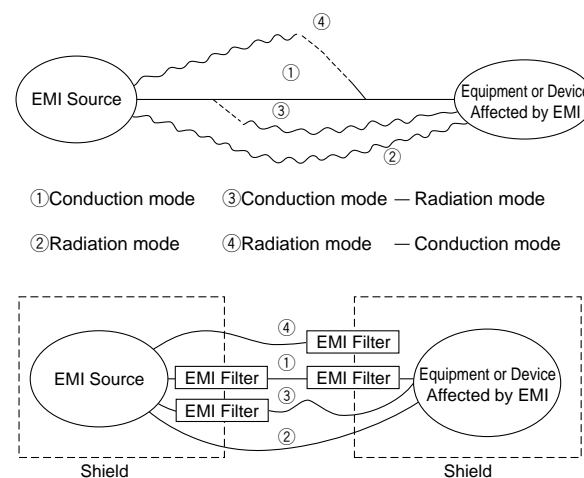 ④
EMI Source
①
Equipment or Device
Affected by EMI
③
②
①Conduction mode ③Conduction mode — Radiation mode
②Radiation mode ④Radiation mode — Conduction mode
④
EMI Filter
EMI Source
EMI Filter
①
EMI Filter
Equipment or Device
Affected by EMI
EMI Filter
③
②
Shield
Shield